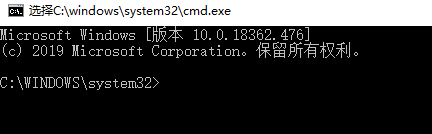 选择C:\windows\system32\cmd.exe
Microsoft Windows [版本 10.0.18362.476]
(c) 2019 Microsoft Corporation。保留所有权利。
C:\WINDOWS\system32>